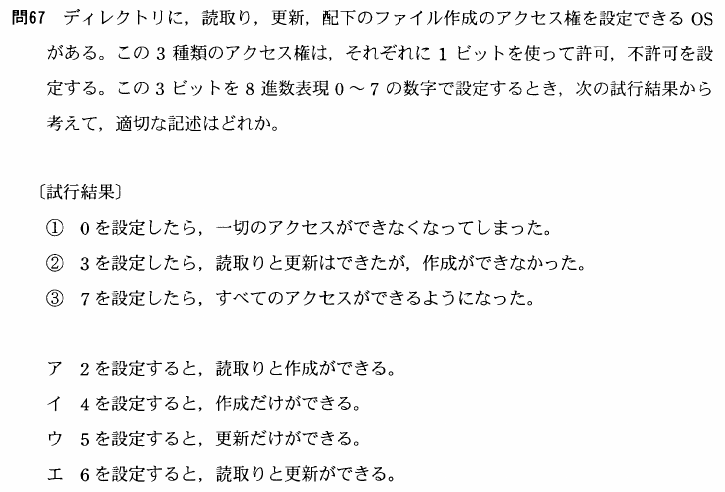 問67 ディレクトリに，読取り，更新，配下のファイル作成のアクセス権を設定できる OS
がある。この 3 種類のアクセス権は，それぞれに 1 ビットを使って許可，不許可を設
定する。この 3 ビットを 8 進数表現 0 ～ 7 の数字で設定するとき，次の試行結果から
考えて，適切な記述はどれか。
〔試行結果〕
① 0 を設定したら，一切のアクセスができなくなってしまった。
② 3 を設定したら，読取りと更新はできたが，作成ができなかった。
③ 7 を設定したら，すべてのアクセスができるようになった。
ア 2 を設定すると，読取りと作成ができる。
イ 4 を設定すると，作成だけができる。
ウ 5 を設定すると，更新だけができる。
エ 6 を設定すると，読取りと更新ができる。